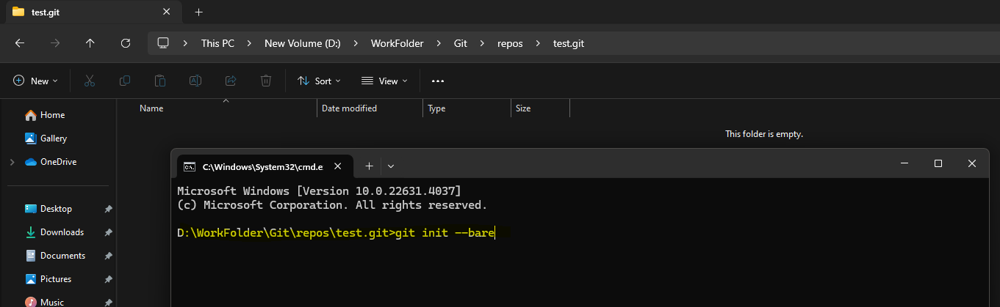 test.git
This PC > New Volume (D:) > WorkFolder > Git > repos > test.git
New Sort View
Name Date modified Type Size
Home
This folder is empty.
Gallery
OneDrive
C:\Windows\System32\cmd.e
Microsoft Windows [Version 10.0.22631.4037]
(c) Microsoft Corporation. All rights reserved.
D:\WorkFolder\Git\repos\test.git>git init --bare
Desktop
Downloads
Documents
Pictures
Music